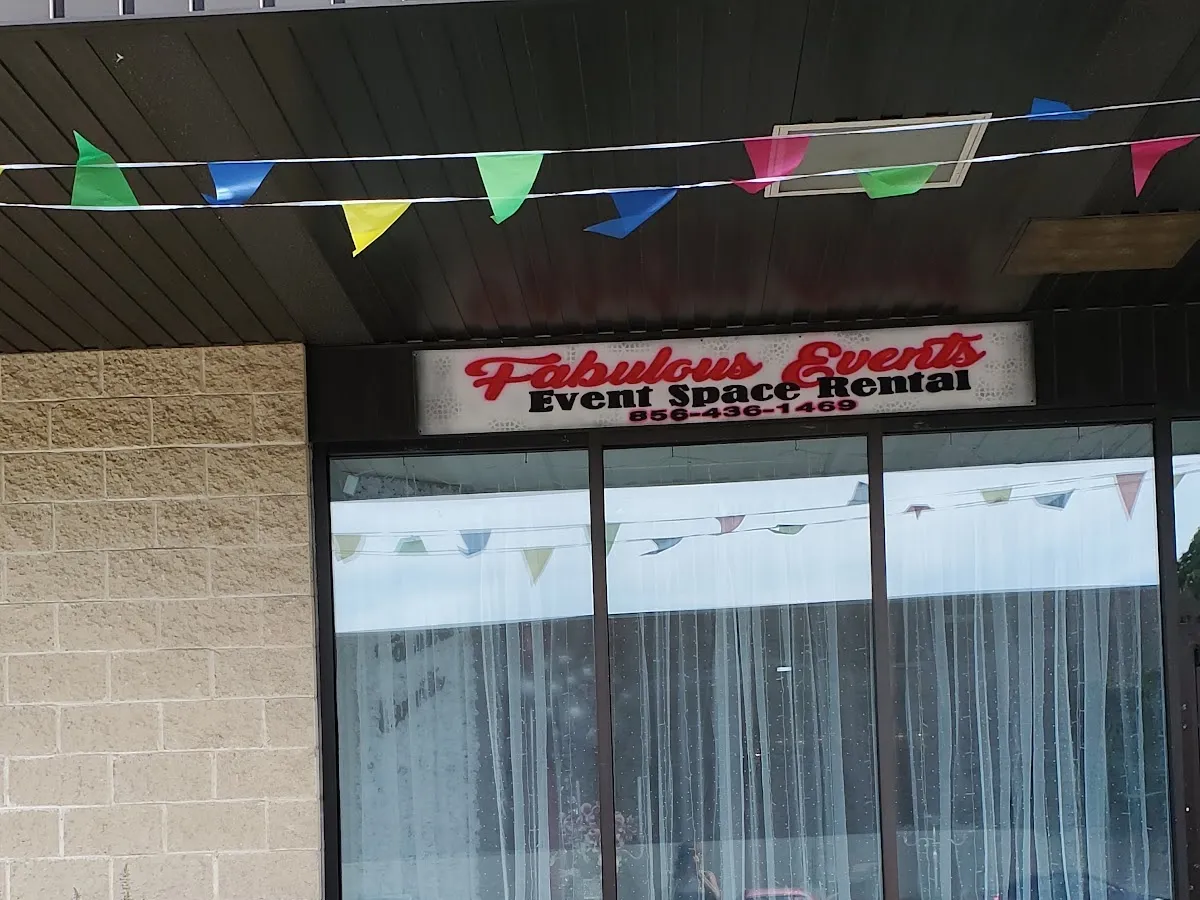 Fabulous Events
Event Space Rental
856-436-1469